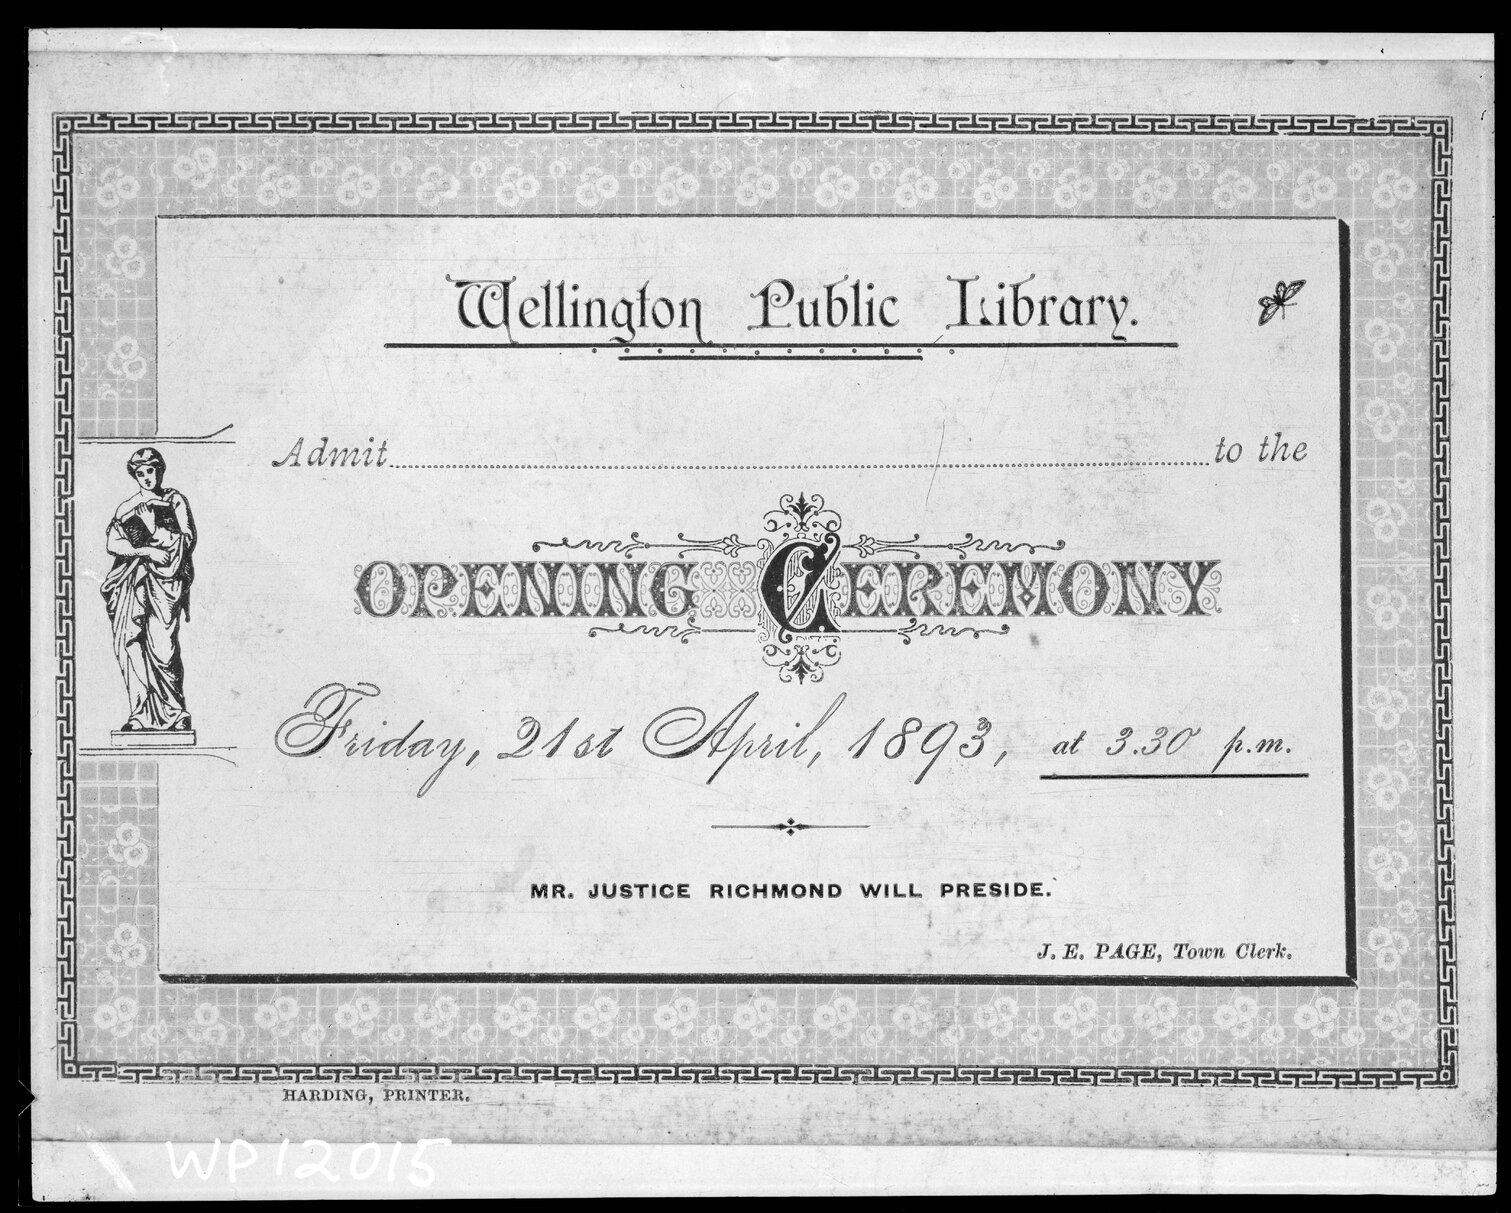 Wellington Public Library.
Admit to the
OPENING CEREMONY
Friday, 21st April, 1893, at 3.30 p.m.
MR. JUSTICE RICHMOND WILL PRESIDE.
J. E. PAGE, Town Clerk.
HARDING, PRINTER.
WP12015